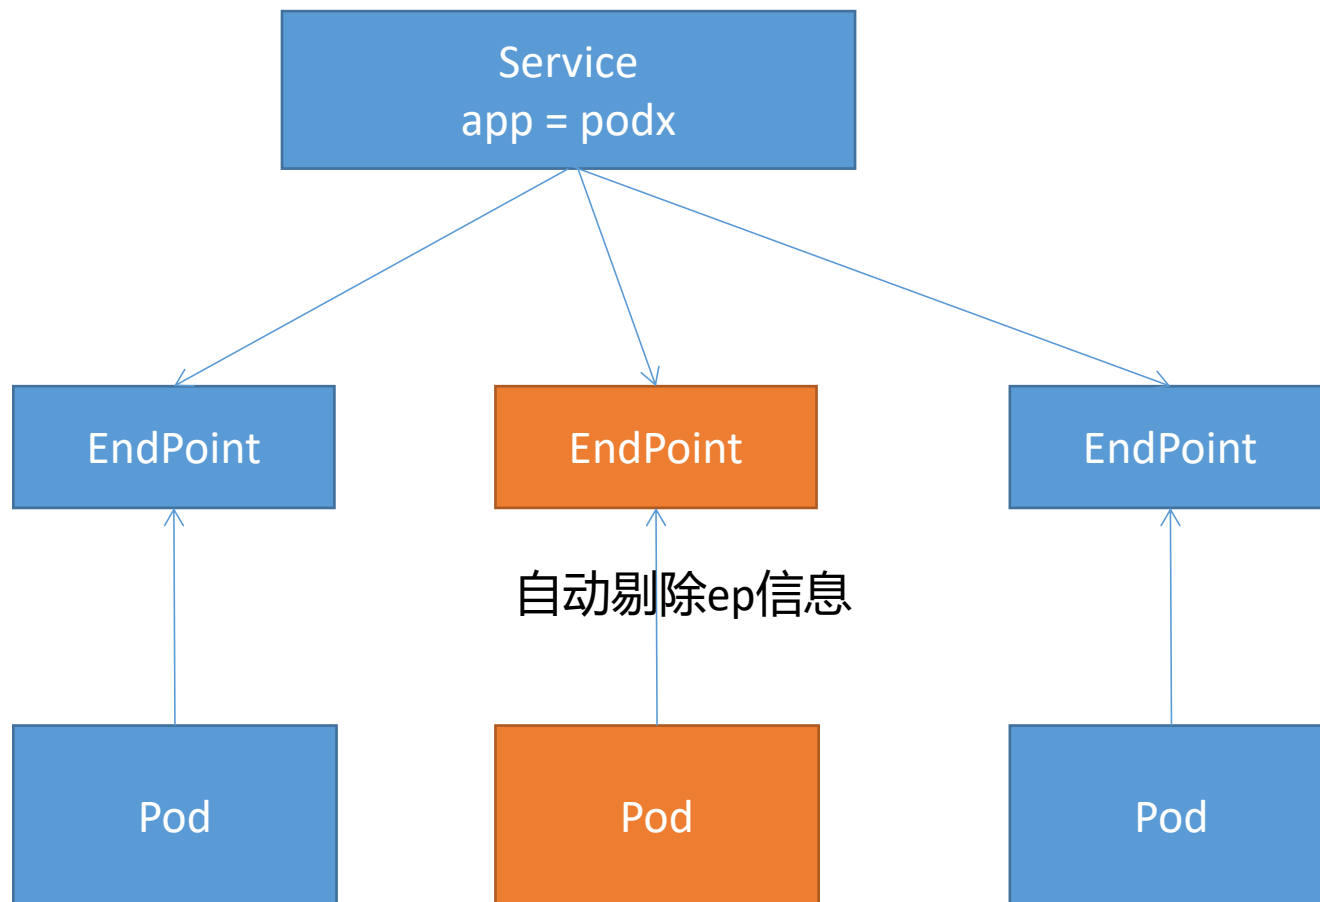 Service
app = podx
EndPoint
EndPoint
EndPoint
自动剔除ep信息
Pod
Pod
Pod